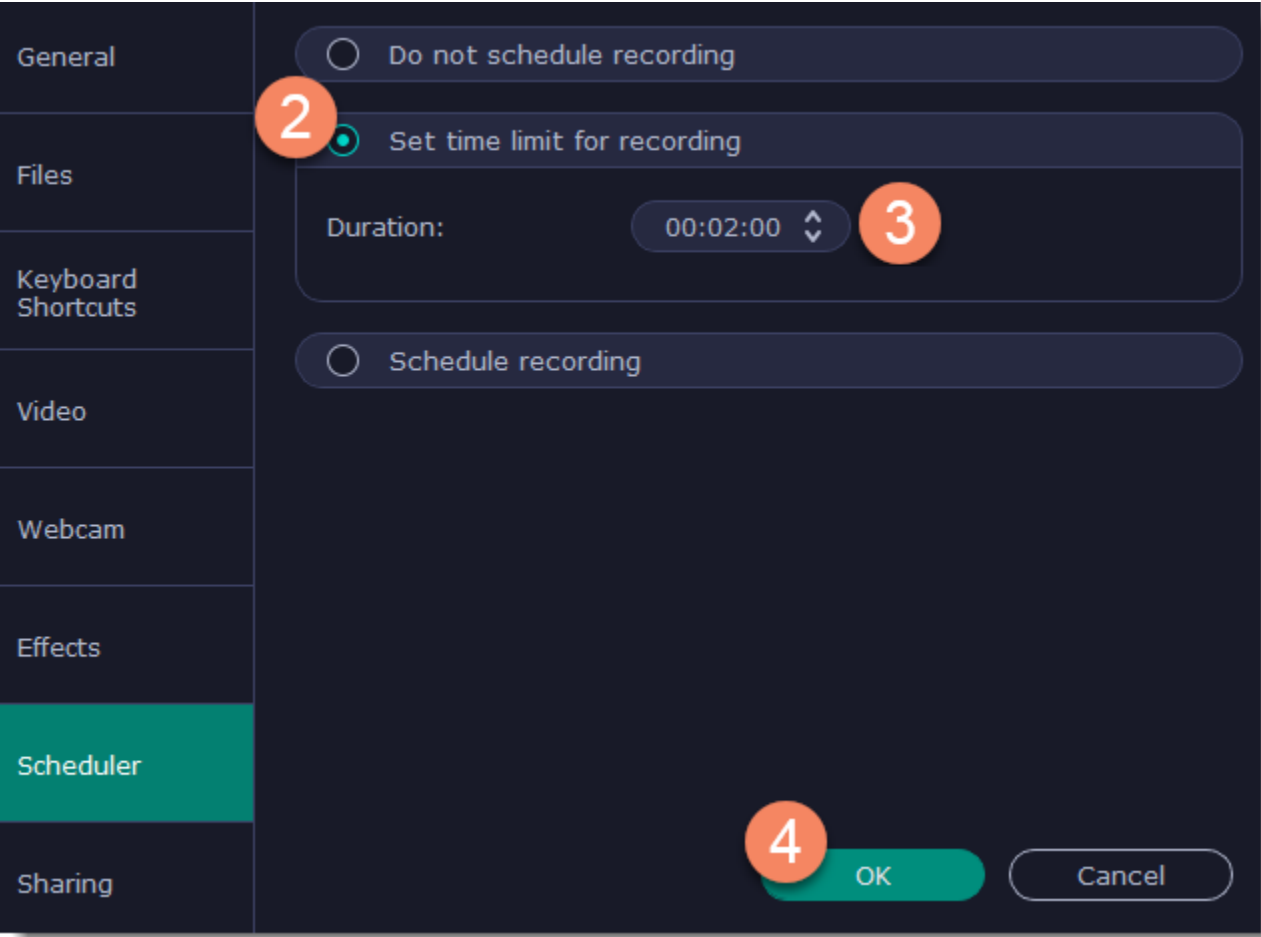 General
Files
Keyboard
Shortcuts
Video
Webcam
Effects
Scheduler
Sharing
Do not schedule recording
2
Set time limit for recording
Duration:
00:02:00
3
Schedule recording
4
OK
Cancel